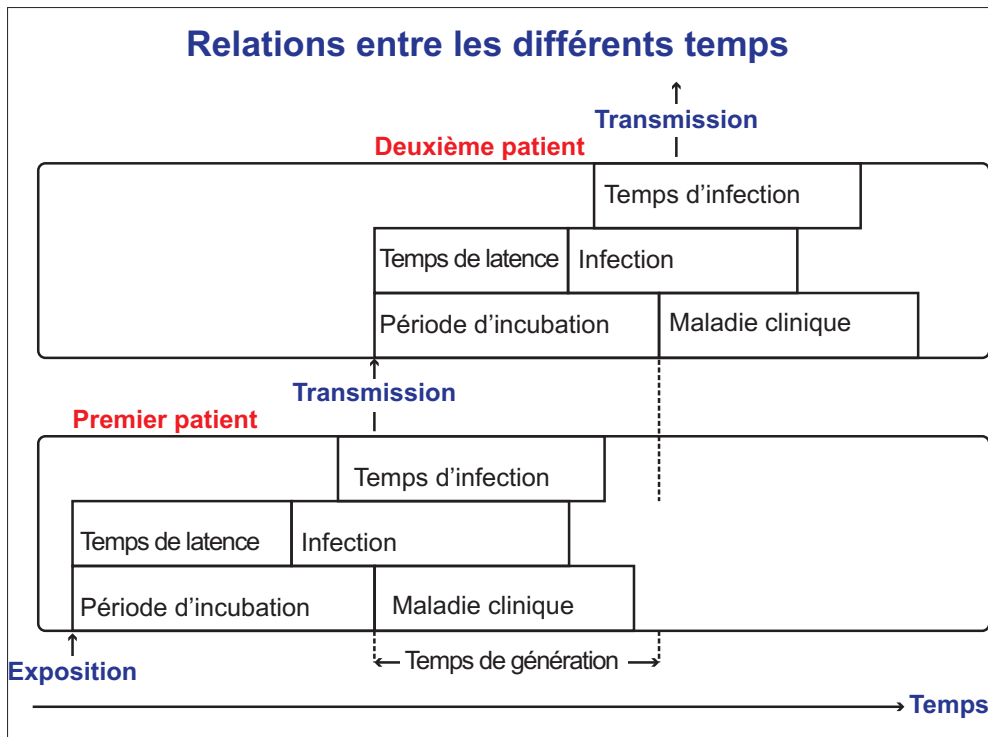 Relations entre les différents temps
Transmission
Deuxième patient
Temps d'infection
Temps de latence Infection
Période d'incubation Maladie clinique
Transmission
Premier patient
Temps d'infection
Temps de latence Infection
Période d'incubation Maladie clinique
Temps de génération
Exposition
Temps